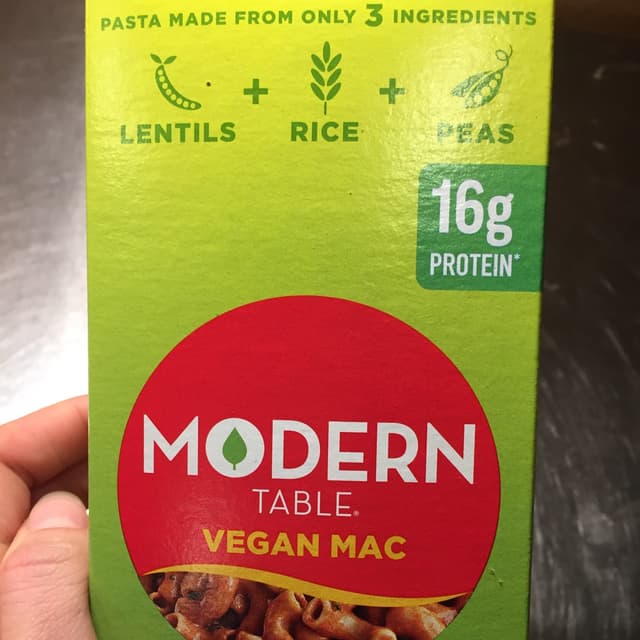 PASTA MADE FROM ONLY 3 INGREDIENTS
LENTILS + RICE + PEAS
16g
PROTEIN*
MODERN
TABLE®
VEGAN MAC